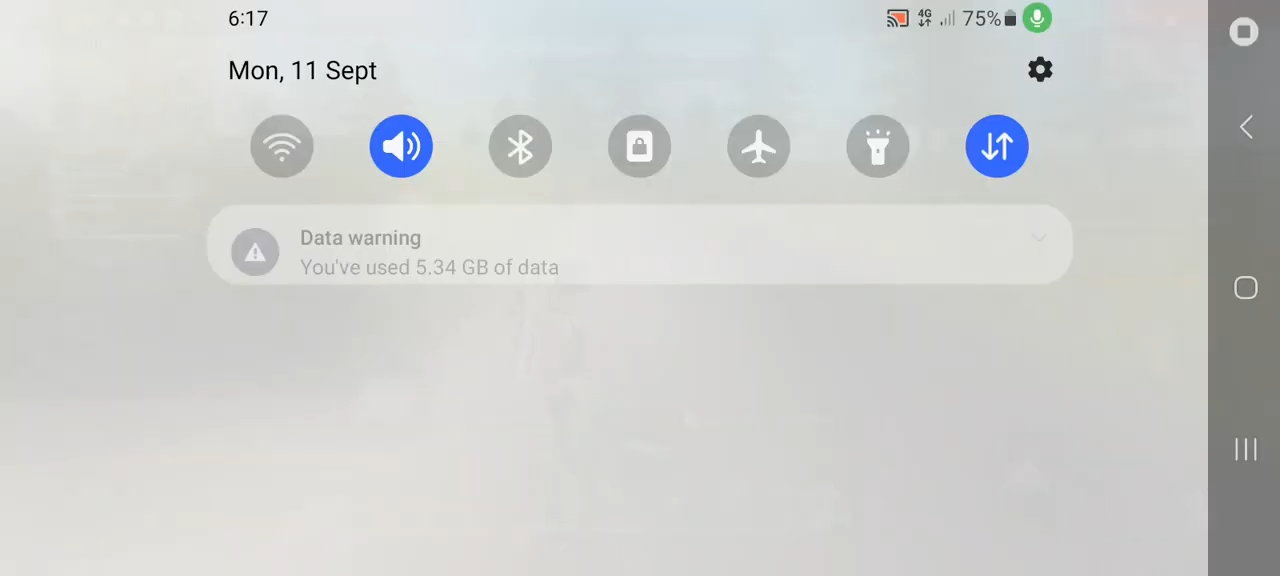 6:17
4G 75%
Mon, 11 Sept
Data warning
You've used 5.34 GB of data